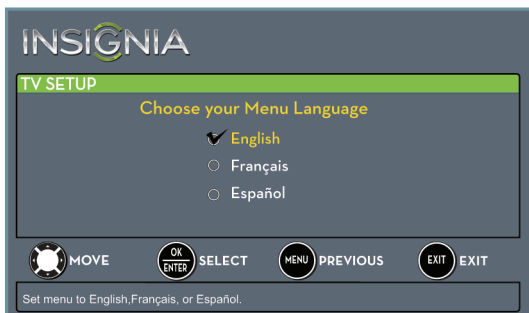 INSIGNIA
TV SETUP
Choose your Menu Language
English
Français
Español
MOVE OK ENTER SELECT MENU PREVIOUS EXIT EXIT
Set menu to English,Français, or Español.